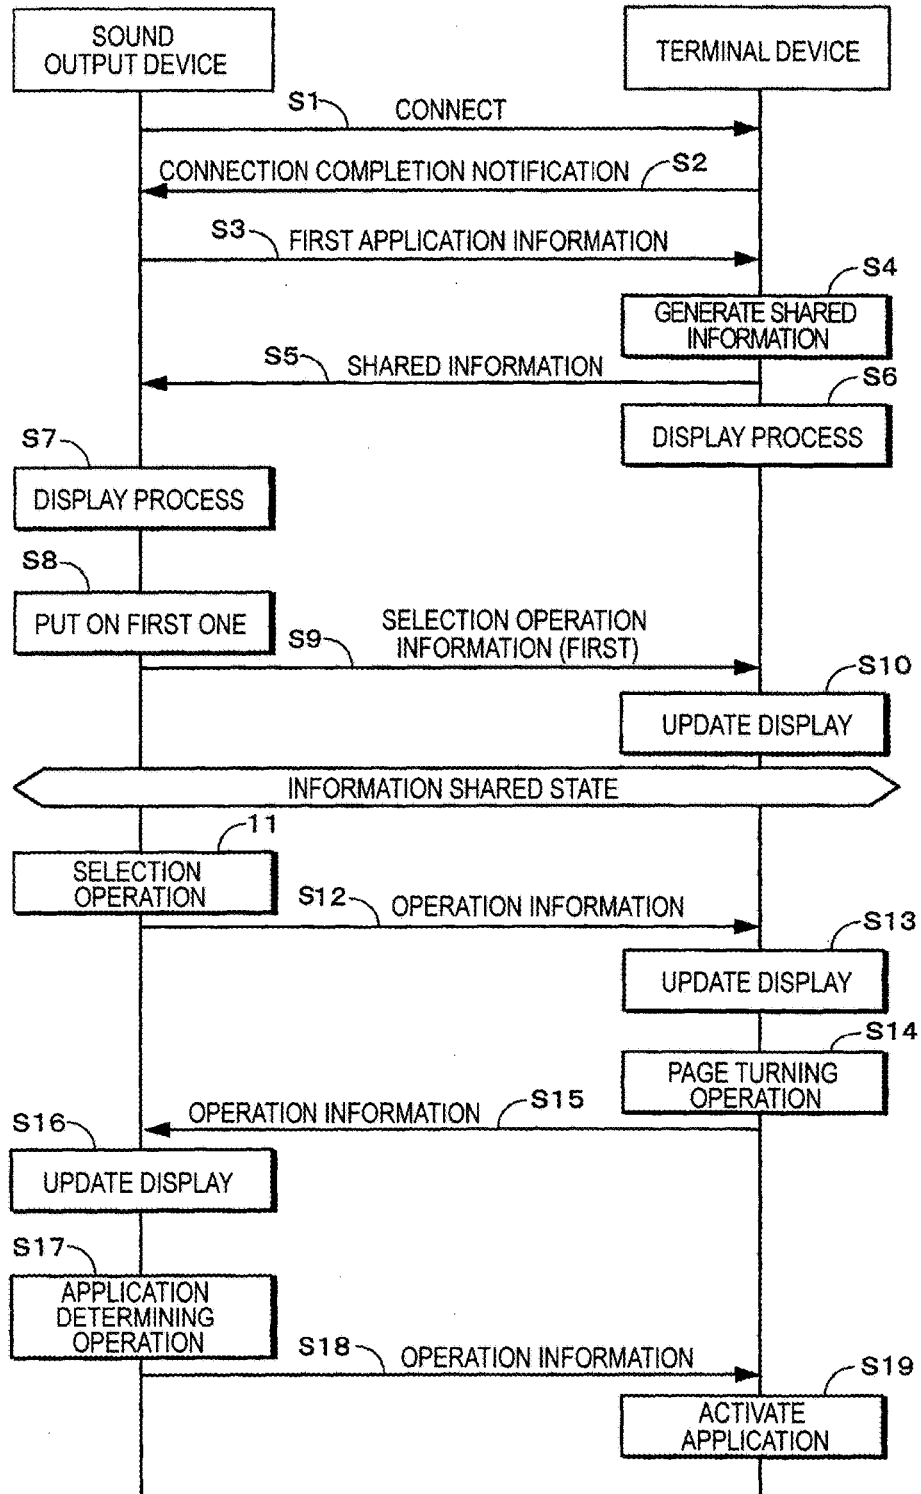 SOUND
OUTPUT DEVICE
TERMINAL DEVICE
S1
CONNECT
CONNECTION COMPLETION NOTIFICATION
S2
S3
FIRST APPLICATION INFORMATION
S4
GENERATE SHARED
INFORMATION
S5
SHARED INFORMATION
S6
DISPLAY PROCESS
S7
DISPLAY PROCESS
S8
PUT ON FIRST ONE
S9
SELECTION OPERATION
INFORMATION (FIRST)
S10
UPDATE DISPLAY
INFORMATION SHARED STATE
11
SELECTION
OPERATION
S12
OPERATION INFORMATION
S13
UPDATE DISPLAY
S14
PAGE TURNING
OPERATION
OPERATION INFORMATION
S15
S16
UPDATE DISPLAY
S17
APPLICATION
DETERMINING
OPERATION
S18
OPERATION INFORMATION
S19
ACTIVATE
APPLICATION